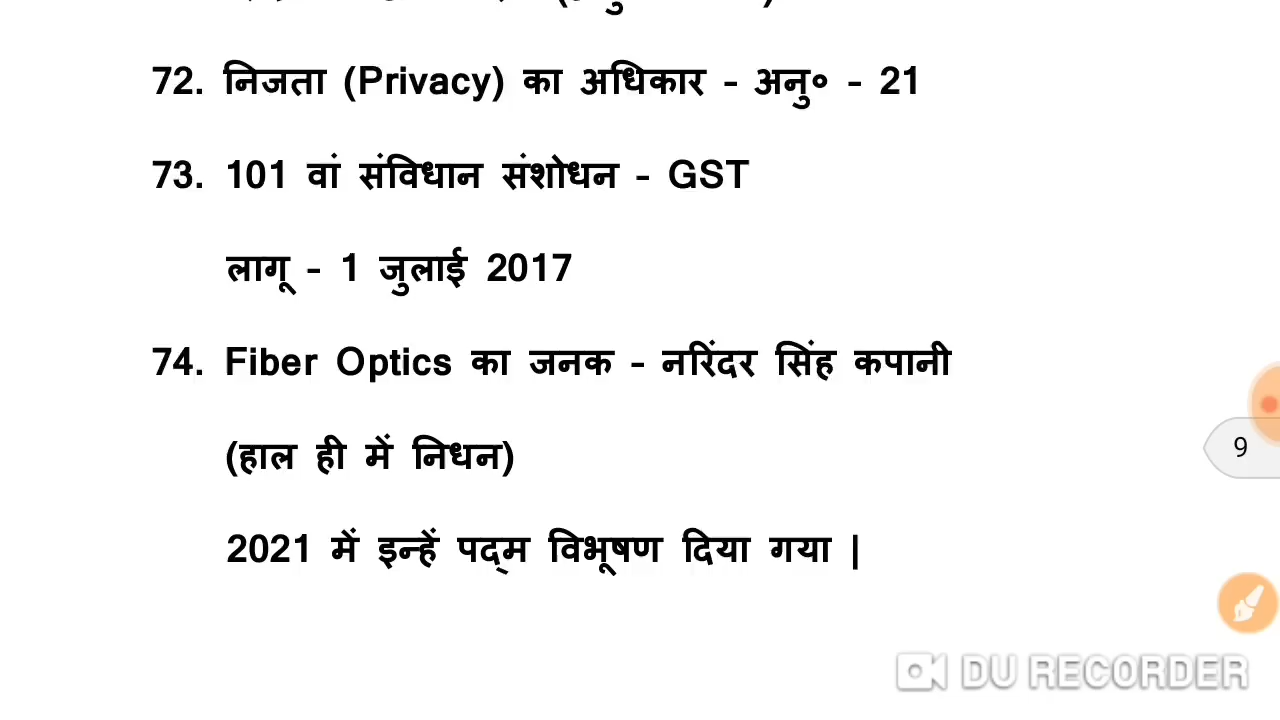 72. निजता (Privacy) का अधिकार - अनु० - 21
73. 101 वां संविधान संशोधन - GST
लागू - 1 जुलाई 2017
74. Fiber Optics का जनक - नरिंदर सिंह कपानी
(हाल ही में निधन)
2021 में इन्हें पद्म विभूषण दिया गया |
9
DU RECORDER